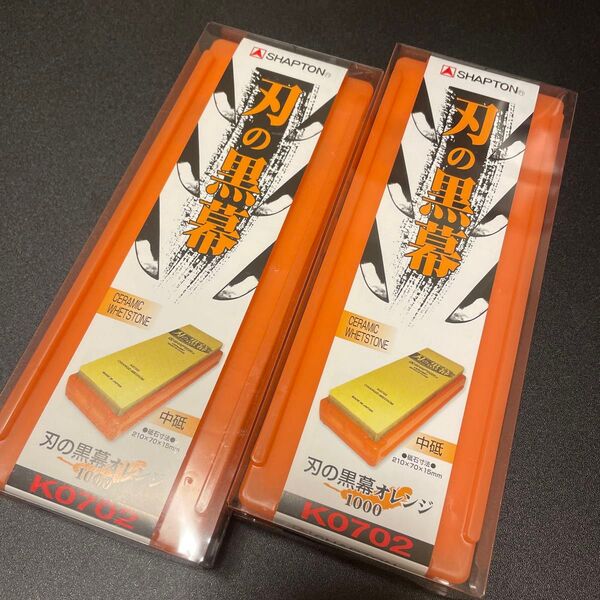 SHAPTON®
刃の黒幕
CERAMIC
WHETSTONE
中砥
●砥石寸法●
210×70×15mm
刃の黒幕オレンジ
1000
K0702
SHAPTON®
刃の黒幕
CERAMIC
WHETSTONE
中砥
●砥石寸法●
210×70×15mm
刃の黒幕オレンジ
1000
K0702